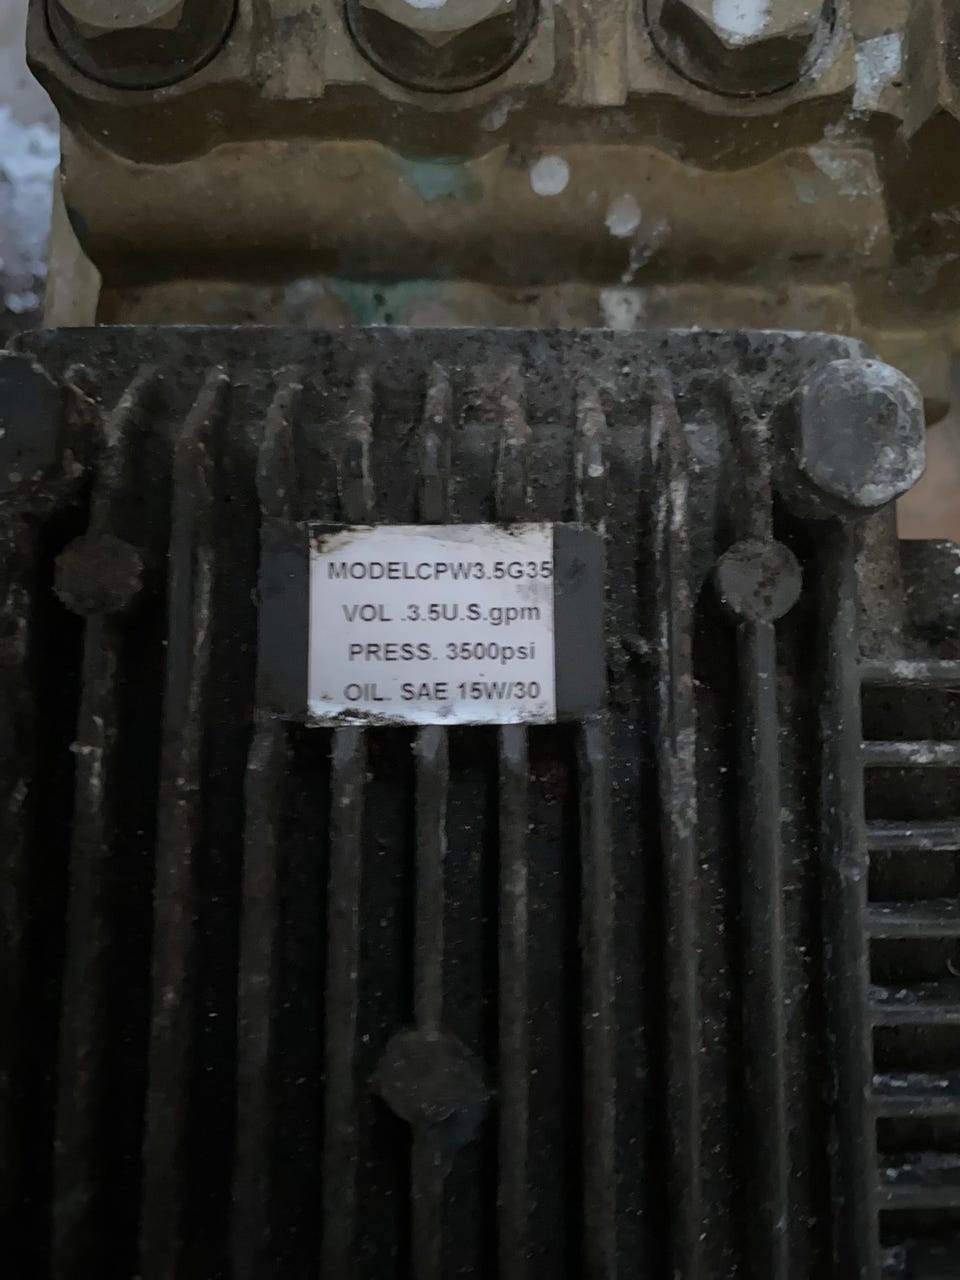 MODELCPW3.5G35
VOL .3.5U.S.gpm
PRESS. 3500psi
OIL. SAE 15W/30